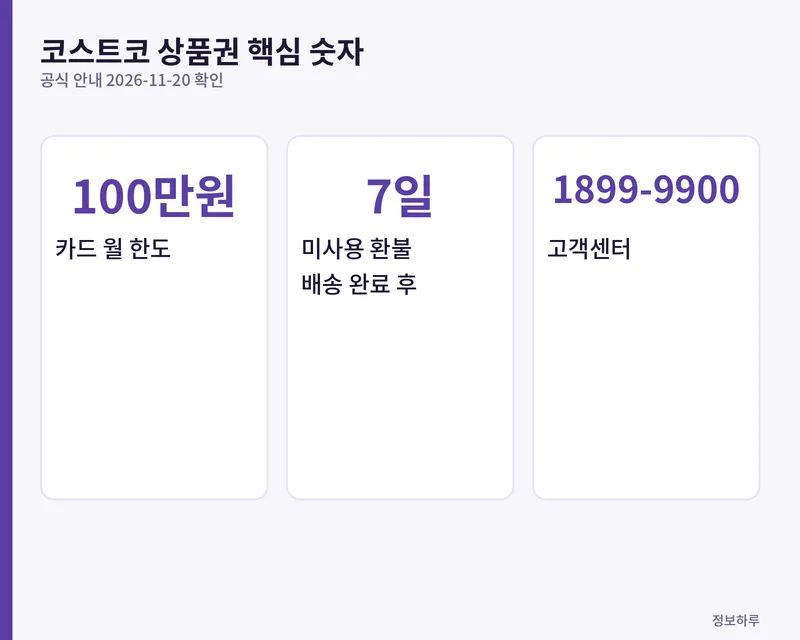 코스트코 상품권 핵심 숫자
공식 안내 2026-11-20 확인
100만원
카드 월 한도
7일
미사용 환불
배송 완료 후
1899-9900
고객센터
정보하루